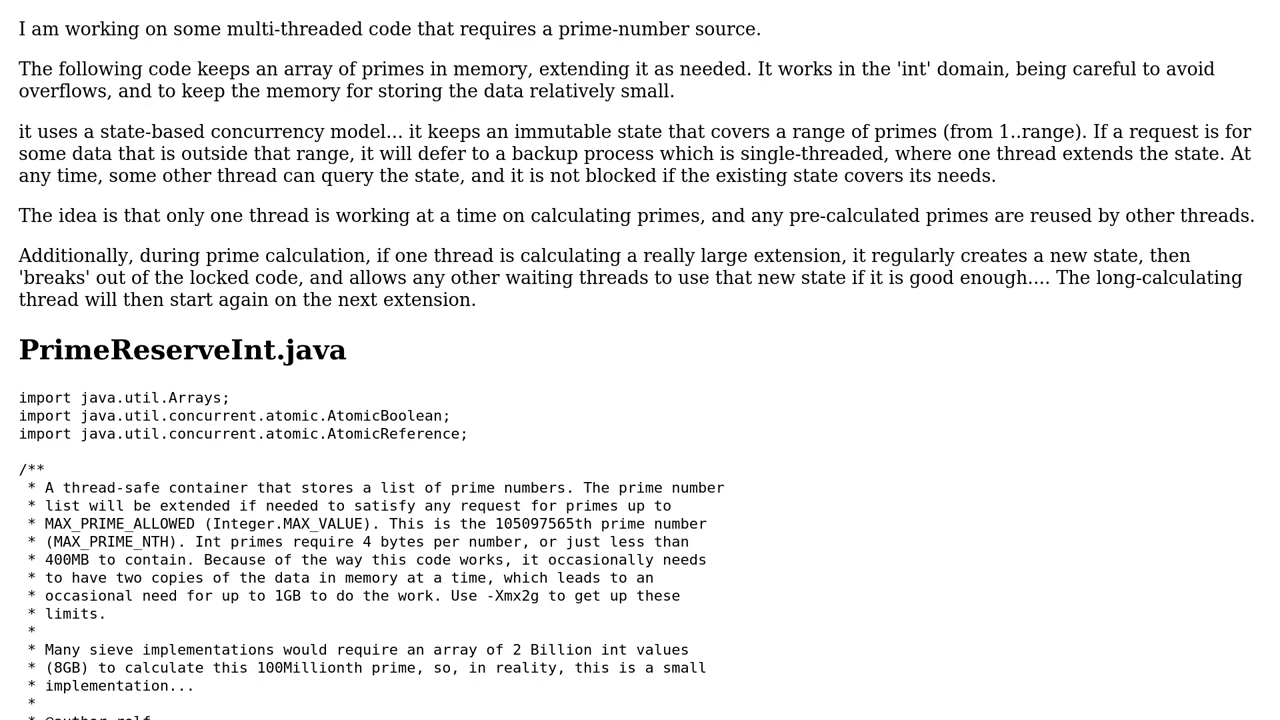 I am working on some multi-threaded code that requires a prime-number source.
The following code keeps an array of primes in memory, extending it as needed. It works in the 'int' domain, being careful to avoid
overflows, and to keep the memory for storing the data relatively small.
it uses a state-based concurrency model... it keeps an immutable state that covers a range of primes (from 1..range). If a request is for
some data that is outside that range, it will defer to a backup process which is single-threaded, where one thread extends the state. At
any time, some other thread can query the state, and it is not blocked if the existing state covers its needs.
The idea is that only one thread is working at a time on calculating primes, and any pre-calculated primes are reused by other threads.
Additionally, during prime calculation, if one thread is calculating a really large extension, it regularly creates a new state, then
'breaks' out of the locked code, and allows any other waiting threads to use that new state if it is good enough.... The long-calculating
thread will then start again on the next extension.
PrimeReserveInt.java
import java.util.Arrays;
import java.util.concurrent.atomic.AtomicBoolean;
import java.util.concurrent.atomic.AtomicReference;
/**
 * A thread-safe container that stores a list of prime numbers. The prime number
 * list will be extended if needed to satisfy any request for primes up to
 * MAX_PRIME_ALLOWED (Integer.MAX_VALUE). This is the 105097565th prime number
 * (MAX_PRIME_NTH). Int primes require 4 bytes per number, or just less than
 * 400MB to contain. Because of the way this code works, it occasionally needs
 * to have two copies of the data in memory at a time, which leads to an
 * occasional need for up to 1GB to do the work. Use -Xmx2g to get up these
 * limits.
 *
 * Many sieve implementations would require an array of 2 Billion int values
 * (8GB) to calculate this 100Millionth prime, so, in reality, this is a small
 * implementation...
 *